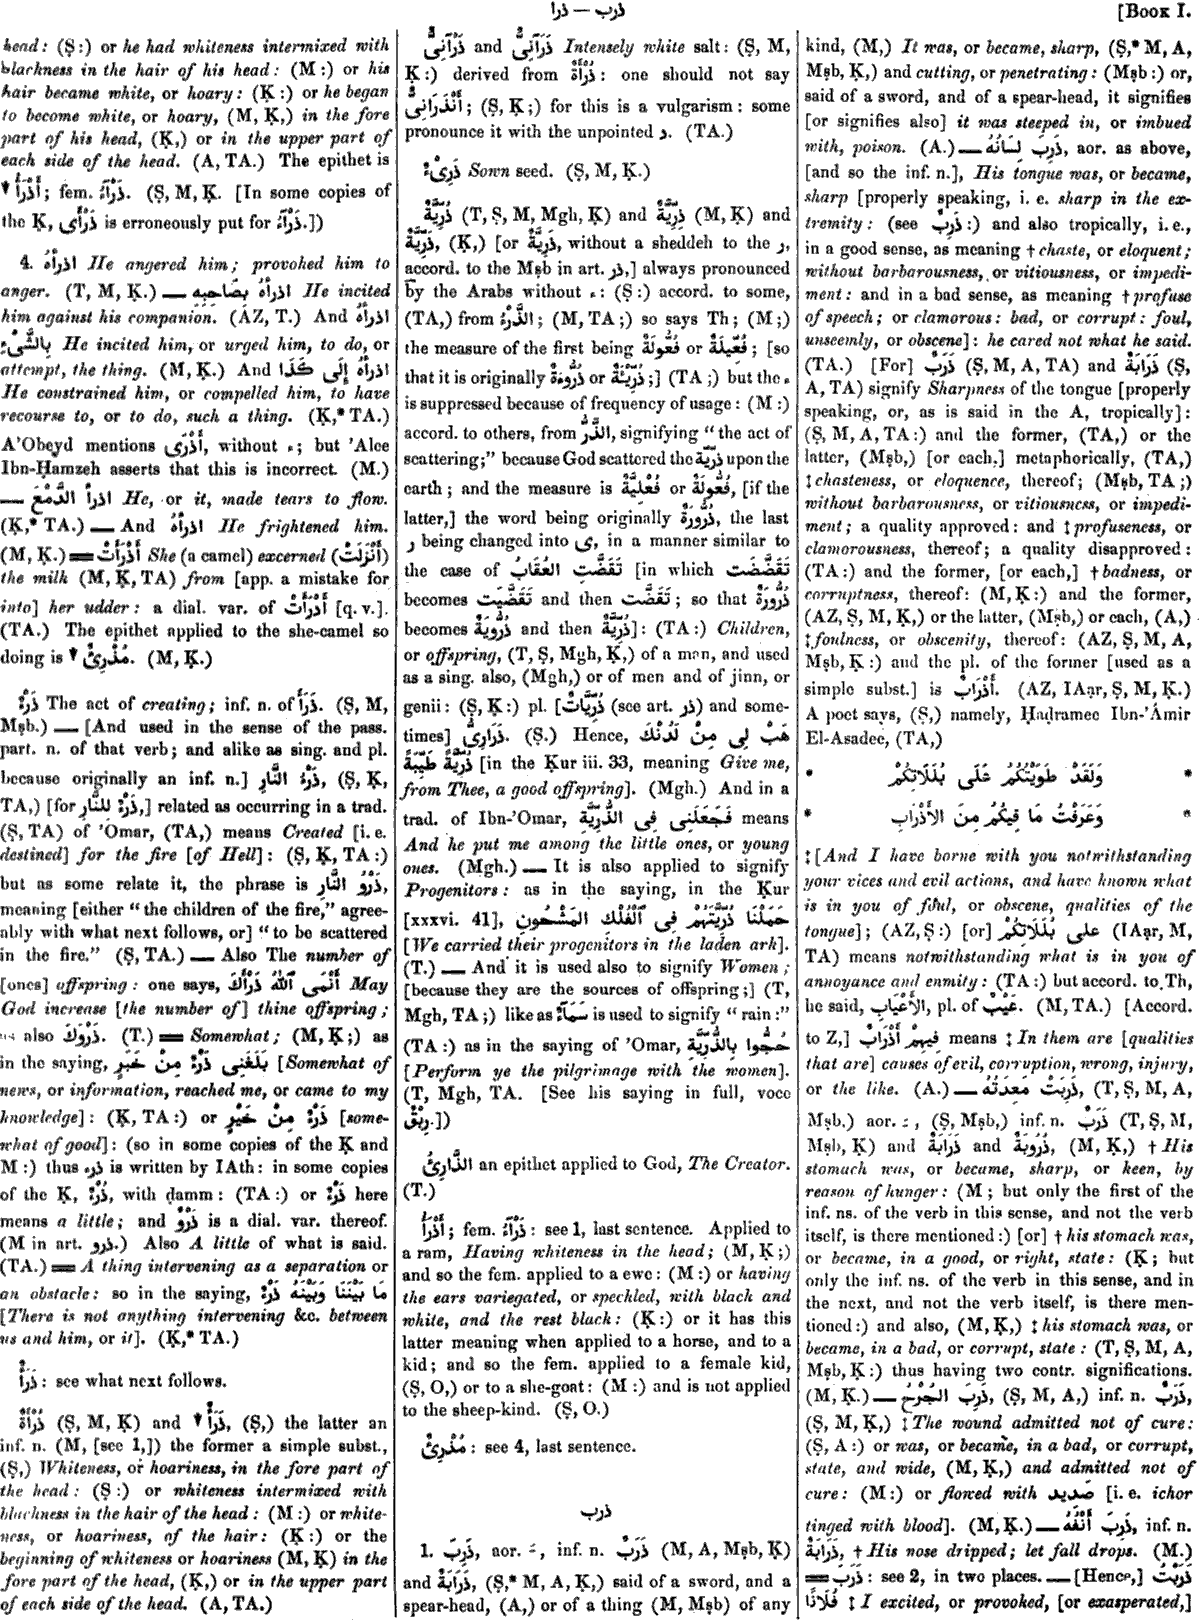 ذرب — ذرأ
[Book I.
head: (Ṣ:) or he had whiteness intermixed with
blackness in the hair of his head: (M:) or his
hair became white, or hoary: (Ḳ:) or he began
to become white, or hoary, (M, Ḳ,) in the fore
part of his head, (Ḳ,) or in the upper part of
each side of the head. (A, TA.) The epithet is
▼ أَذْرَأُ; fem. ذَرْآءُ. (Ṣ, M, Ḳ. [In some copies of
the Ḳ, ذَرْأَى is erroneously put for ذَرْآءُ.])
4. اذرأهُ He angered him; provoked him to
anger. (T, M, Ḳ.) — اذرأهُ بِصَاحِبِهِ He incited
him against his companion. (AZ, T.) And اذرأهُ
بِالشَّىْءِ He incited him, or urged him, to do, or
attempt, the thing. (M, Ḳ.) And اذرأهُ إِلَى كَذَا
He constrained him, or compelled him, to have
recourse to, or to do, such a thing. (Ḳ,* TA.)
A'Obeyd mentions أَذْرَى, without ء; but 'Alee
Ibn-Ḥamzeh asserts that this is incorrect. (M.)
— اذرأ الدَّمْعَ He, or it, made tears to flow.
(Ḳ,* TA.) — And اذرأهُ He frightened him.
(M, Ḳ.) = أَذْرَأَتْ She (a camel) excerned (أَنْزَلَتْ)
the milk (M, Ḳ, TA) from [app. a mistake for
into] her udder: a dial. var. of أَدْرَأَتْ [q. v.].
(TA.) The epithet applied to the she-camel so
doing is ▼ مُذْرِئٌ. (M, Ḳ.)
ذَرْءٌ The act of creating; inf. n. of ذَرَأَ. (Ṣ, M,
Mṣb.) — [And used in the sense of the pass.
part. n. of that verb; and alike as sing. and pl.
because originally an inf. n.] ذَرْءُ النَّارِ, (Ṣ, Ḳ,
TA,) [for ذَرْءٌ لِلنَّارِ,] related as occurring in a trad.
(Ṣ, TA) of 'Omar, (TA,) means Created [i. e.
destined] for the fire [of Hell]: (Ṣ, Ḳ, TA:)
but as some relate it, the phrase is ذَرْوُ النَّارِ,
meaning [either "the children of the fire," agree-
ably with what next follows, or] "to be scattered
in the fire." (Ṣ, TA.) — Also The number of
[ones] offspring: one says, أَنْمَى ٱللّٰهُ ذَرْأَكَ May
God increase [the number of] thine offspring;
as also ذَرْوَكَ. (T.) = Somewhat; (M, Ḳ;) as
in the saying, بَلَغَنِى ذَرْءٌ مِنْ خَبَرٍ [Somewhat of
news, or information, reached me, or came to my
knowledge]: (Ḳ, TA:) or ذَرْءٌ مِنْ خَيْرٍ [some-
what of good]: (so in some copies of the Ḳ and
M:) thus ذرء is written by IAth: in some copies
of the Ḳ, ذُرْءٌ, with ḍamm: (TA:) or ذَرْءٌ here
means a little; and ذَرْوٌ is a dial. var. thereof.
(M in art. ذرو.) Also A little of what is said.
(TA.) = A thing intervening as a separation or
an obstacle: so in the saying, مَا بَيْنَنَا وَبَيْنَهُ ذَرْءٌ
[There is not anything intervening &c. between
us and him, or it]. (Ḳ,* TA.)
ذَرَأٌ: see what next follows.
ذُرْأَةٌ (Ṣ, M, Ḳ) and ▼ ذَرَأٌ, (Ṣ,) the latter an
inf. n. (M, [see 1,]) the former a simple subst.,
(Ṣ,) Whiteness, or hoariness, in the fore part of
the head: (Ṣ:) or whiteness intermixed with
blackness in the hair of the head: (M:) or white-
ness, or hoariness, of the hair: (Ḳ:) or the
beginning of whiteness or hoariness (M, Ḳ) in the
fore part of the head, (Ḳ,) or in the upper part
of each side of the head. (A, TA.)
ذَرْآنِىٌّ and ذَرَآنِىٌّ Intensely white salt: (Ṣ, M,
Ḳ:) derived from ذُرْأَةٌ: one should not say
أَنْذَرَانِىٌّ; (Ṣ, Ḳ;) for this is a vulgarism: some
pronounce it with the unpointed د. (TA.)
ذَرِىْءٌ Sown seed. (Ṣ, M, Ḳ.)
ذُرِّيَّةٌ (T, Ṣ, M, Mgh, Ḳ) and ذِرِّيَّةٌ (M, Ḳ) and
ذَرِّيَّةٌ, (Ḳ,) [or ذَرِيَّةٌ, without a sheddeh to the ر,
accord. to the Mṣb in art. ذر,] always pronounced
by the Arabs without ء: (Ṣ:) accord. to some,
(TA,) from الذَّرْءُ; (M, TA;) so says Th; (M;)
the measure of the first being فُعُّولَةٌ or فُعِّيلَةٌ; [so
that it is originally ذُرُّوءَةٌ or ذُرِّيْئَةٌ;] (TA;) but the ء
is suppressed because of frequency of usage: (M:)
accord. to others, from الذَّرُّ, signifying "the act of
scattering;" because God scattered the ذُرِّيَّة upon the
earth; and the measure is فُعْلِيَّةٌ or فُعُّولَةٌ, [if the
latter,] the word being originally ذُرُّورَةٌ, the last
ر being changed into ى, in a manner similar to
the case of تَقَضَّتِ العُقَابُ [in which تَقَضَّضَت
becomes تَقَضَّت and then تَقَضَّيَت; so that ذُرُّورَةٌ
becomes ذُرُّويَةٌ and then ذُرِّيَّةٌ]: (TA:) Children,
or offspring, (T, Ṣ, Mgh, Ḳ,) of a man, and used
as a sing. also, (Mgh,) or of men and of jinn, or
genii: (Ṣ, Ḳ:) pl. [ذُرِّيَّاتٌ (see art. ذر) and some-
times] ذَرَارِىُّ. (Ṣ.) Hence, هَبْ لِى مِنْ لَدُنْكَ
ذُرِّيَّةً طَيِّبَةً [in the Ḳur iii. 33, meaning Give me,
from Thee, a good offspring]. (Mgh.) And in a
trad. of Ibn-'Omar, فَجَعَلَنِى فِى الذُّرِّيَّةِ means
And he put me among the little ones, or young
ones. (Mgh.) — It is also applied to signify
Progenitors: as in the saying, in the Ḳur
[xxxvi. 41], حَمَلْنَا ذُرِّيَّتَهُمْ فِى ٱلْفُلْكِ المَشْحُونِ
[We carried their progenitors in the laden ark].
(T.) — And it is used also to signify Women;
[because they are the sources of offspring;] (T,
Mgh, TA;) like as سَمَآءٌ is used to signify "rain:"
(TA:) as in the saying of 'Omar, حُجُّوا بِالذُّرِّيَّةِ
[Perform ye the pilgrimage with the women].
(T, Mgh, TA. [See his saying in full, voce
رِبْقٌ.])
الذَّارِئُ an epithet applied to God, The Creator.
(T.)
أَذْرَأُ; fem. ذَرْآءُ: see 1, last sentence. Applied to
a ram, Having whiteness in the head; (M, Ḳ;)
and so the fem. applied to a ewe: (M:) or having
the ears variegated, or speckled, with black and
white, and the rest black: (Ḳ:) or it has this
latter meaning when applied to a horse, and to a
kid; and so the fem. applied to a female kid,
(Ṣ, O,) or to a she-goat: (M:) and is not applied
to the sheep-kind. (Ṣ, O.)
مُذْرِئٌ: see 4, last sentence.
ذرب
1. ذَرِبَ, aor. ـَ, inf. n. ذَرَبٌ (M, A, Mṣb, Ḳ)
and ذَرَابَةٌ, (Ṣ,* M, A, Ḳ,) said of a sword, and a
spear-head, (A,) or of a thing (M, Mṣb) of any
kind, (M,) It was, or became, sharp, (Ṣ,* M, A,
Mṣb, Ḳ,) and cutting, or penetrating: (Mṣb:) or,
said of a sword, and of a spear-head, it signifies
[or signifies also] it was steeped in, or imbued
with, poison. (A.) — ذَرِبَ لِسَانُهُ, aor. as above,
[and so the inf. n.], His tongue was, or became,
sharp [properly speaking, i. e. sharp in the ex-
tremity: (see ذَرِبٌ:) and also tropically, i. e.,
in a good sense, as meaning † chaste, or eloquent;
without barbarousness, or vitiousness, or impedi-
ment: and in a bad sense, as meaning † profuse
of speech; or clamorous: bad, or corrupt: foul,
unseemly, or obscene]: he cared not what he said.
(TA.) [For] ذَرَبٌ (Ṣ, M, A, TA) and ذَرَابَةٌ (Ṣ,
A, TA) signify Sharpness of the tongue [properly
speaking, or, as is said in the A, tropically]:
(Ṣ, M, A, TA:) and the former, (TA,) or the
latter, (Mṣb,) [or each,] metaphorically, (TA,)
‡ chasteness, or eloquence, thereof; (Mṣb, TA;)
without barbarousness, or vitiousness, or impedi-
ment; a quality approved: and ‡ profuseness, or
clamorousness, thereof; a quality disapproved:
(TA:) and the former, [or each,] † badness, or
corruptness, thereof: (M, Ḳ:) and the former,
(AZ, Ṣ, M, Ḳ,) or the latter, (Mṣb,) or each, (A,)
‡ foulness, or obscenity, thereof: (AZ, Ṣ, M, A,
Mṣb, Ḳ:) and the pl. of the former [used as a
simple subst.] is أَذْرَابٌ. (AZ, IAạr, Ṣ, M, Ḳ.)
A poet says, (Ṣ,) namely, Ḥaḍramee Ibn-'Ámir
El-Asadee, (TA,)
* وَلَقَدْ طَوَيْتُكُمُ عَلَى بُلَلَاتِكُمْ *
* وَعَرَفْتُ مَا فِيكُمْ مِنَ الأَذْرَابِ *
‡ [And I have borne with you notwithstanding
your vices and evil actions, and have known what
is in you of foul, or obscene, qualities of the
tongue]; (AZ, Ṣ:) [or] على بُلَلَاتِكُمْ (IAạr, M,
TA) means notwithstanding what is in you of
annoyance and enmity: (TA:) but accord. to Th,
he said, الأَعْيَابِ, pl. of عَيْبٌ. (M, TA.) [Accord.
to Z,] فِيهِمْ أَذْرَابٌ means ‡ In them are [qualities
that are] causes of evil, corruption, wrong, injury,
or the like. (A.) — ذَرِبَتْ مَعِدَتُهُ, (T, Ṣ, M, A,
Mṣb.) aor. ـَ, (Ṣ, Mṣb,) inf. n. ذَرَبٌ (T, Ṣ, M,
Mṣb, Ḳ) and ذَرَابَةٌ and ذُرُوبَةٌ, (M, Ḳ,) † His
stomach was, or became, sharp, or keen, by
reason of hunger: (M; but only the first of the
inf. ns. of the verb in this sense, and not the verb
itself, is there mentioned:) [or] † his stomach was,
or became, in a good, or right, state: (Ḳ; but
only the inf. ns. of the verb in this sense, and in
the next, and not the verb itself, is there men-
tioned:) and also, (M, Ḳ,) ‡ his stomach was, or
became, in a bad, or corrupt, state: (T, Ṣ, M, A,
Mṣb, Ḳ:) thus having two contr. significations.
(M, Ḳ.) — ذَرِبَ الجُرْحُ, (Ṣ, M, A,) inf. n. ذَرَبٌ,
(Ṣ, M, Ḳ,) ‡ The wound admitted not of cure:
(Ṣ, A:) or was, or became, in a bad, or corrupt,
state, and wide, (M, Ḳ,) and admitted not of
cure: (M:) or flowed with صَدِيد [i. e. ichor
tinged with blood]. (M, Ḳ.) — ذَرِبَ أَنْفُهُ, inf. n.
ذَرَابَةٌ, † His nose dripped; let fall drops. (M.)
= ذَرَبَ: see 2, in two places. — [Hence,] ذَرَبْتُ
فُلَانًا ‡ I excited, or provoked, [or exasperated,]